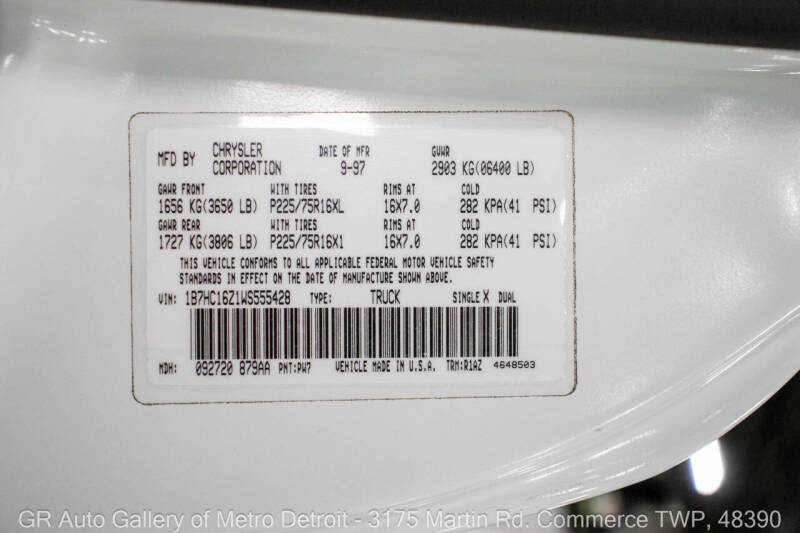 MFD BY CHRYSLER CORPORATION DATE OF MFR 9-97 GVWR 2903 KG(06400 LB)
GAWR FRONT WITH TIRES RIMS AT COLD
1656 KG(3650 LB) P225/75R16XL 16X7.0 282 KPA(41 PSI)
GAWR REAR WITH TIRES RIMS AT COLD
1727 KG(3806 LB) P225/75R16X1 16X7.0 282 KPA(41 PSI)
THIS VEHICLE CONFORMS TO ALL APPLICABLE FEDERAL MOTOR VEHICLE SAFETY
STANDARDS IN EFFECT ON THE DATE OF MANUFACTURE SHOWN ABOVE.
VIN: 1B7HC16Z1WS555428 TYPE: TRUCK SINGLE X DUAL
MDH: 092720 879AA PNT:PW7 VEHICLE MADE IN U.S.A. TRM:R1AZ 4648503
GR Auto Gallery of Metro Detroit - 3175 Martin Rd. Commerce TWP, 48390